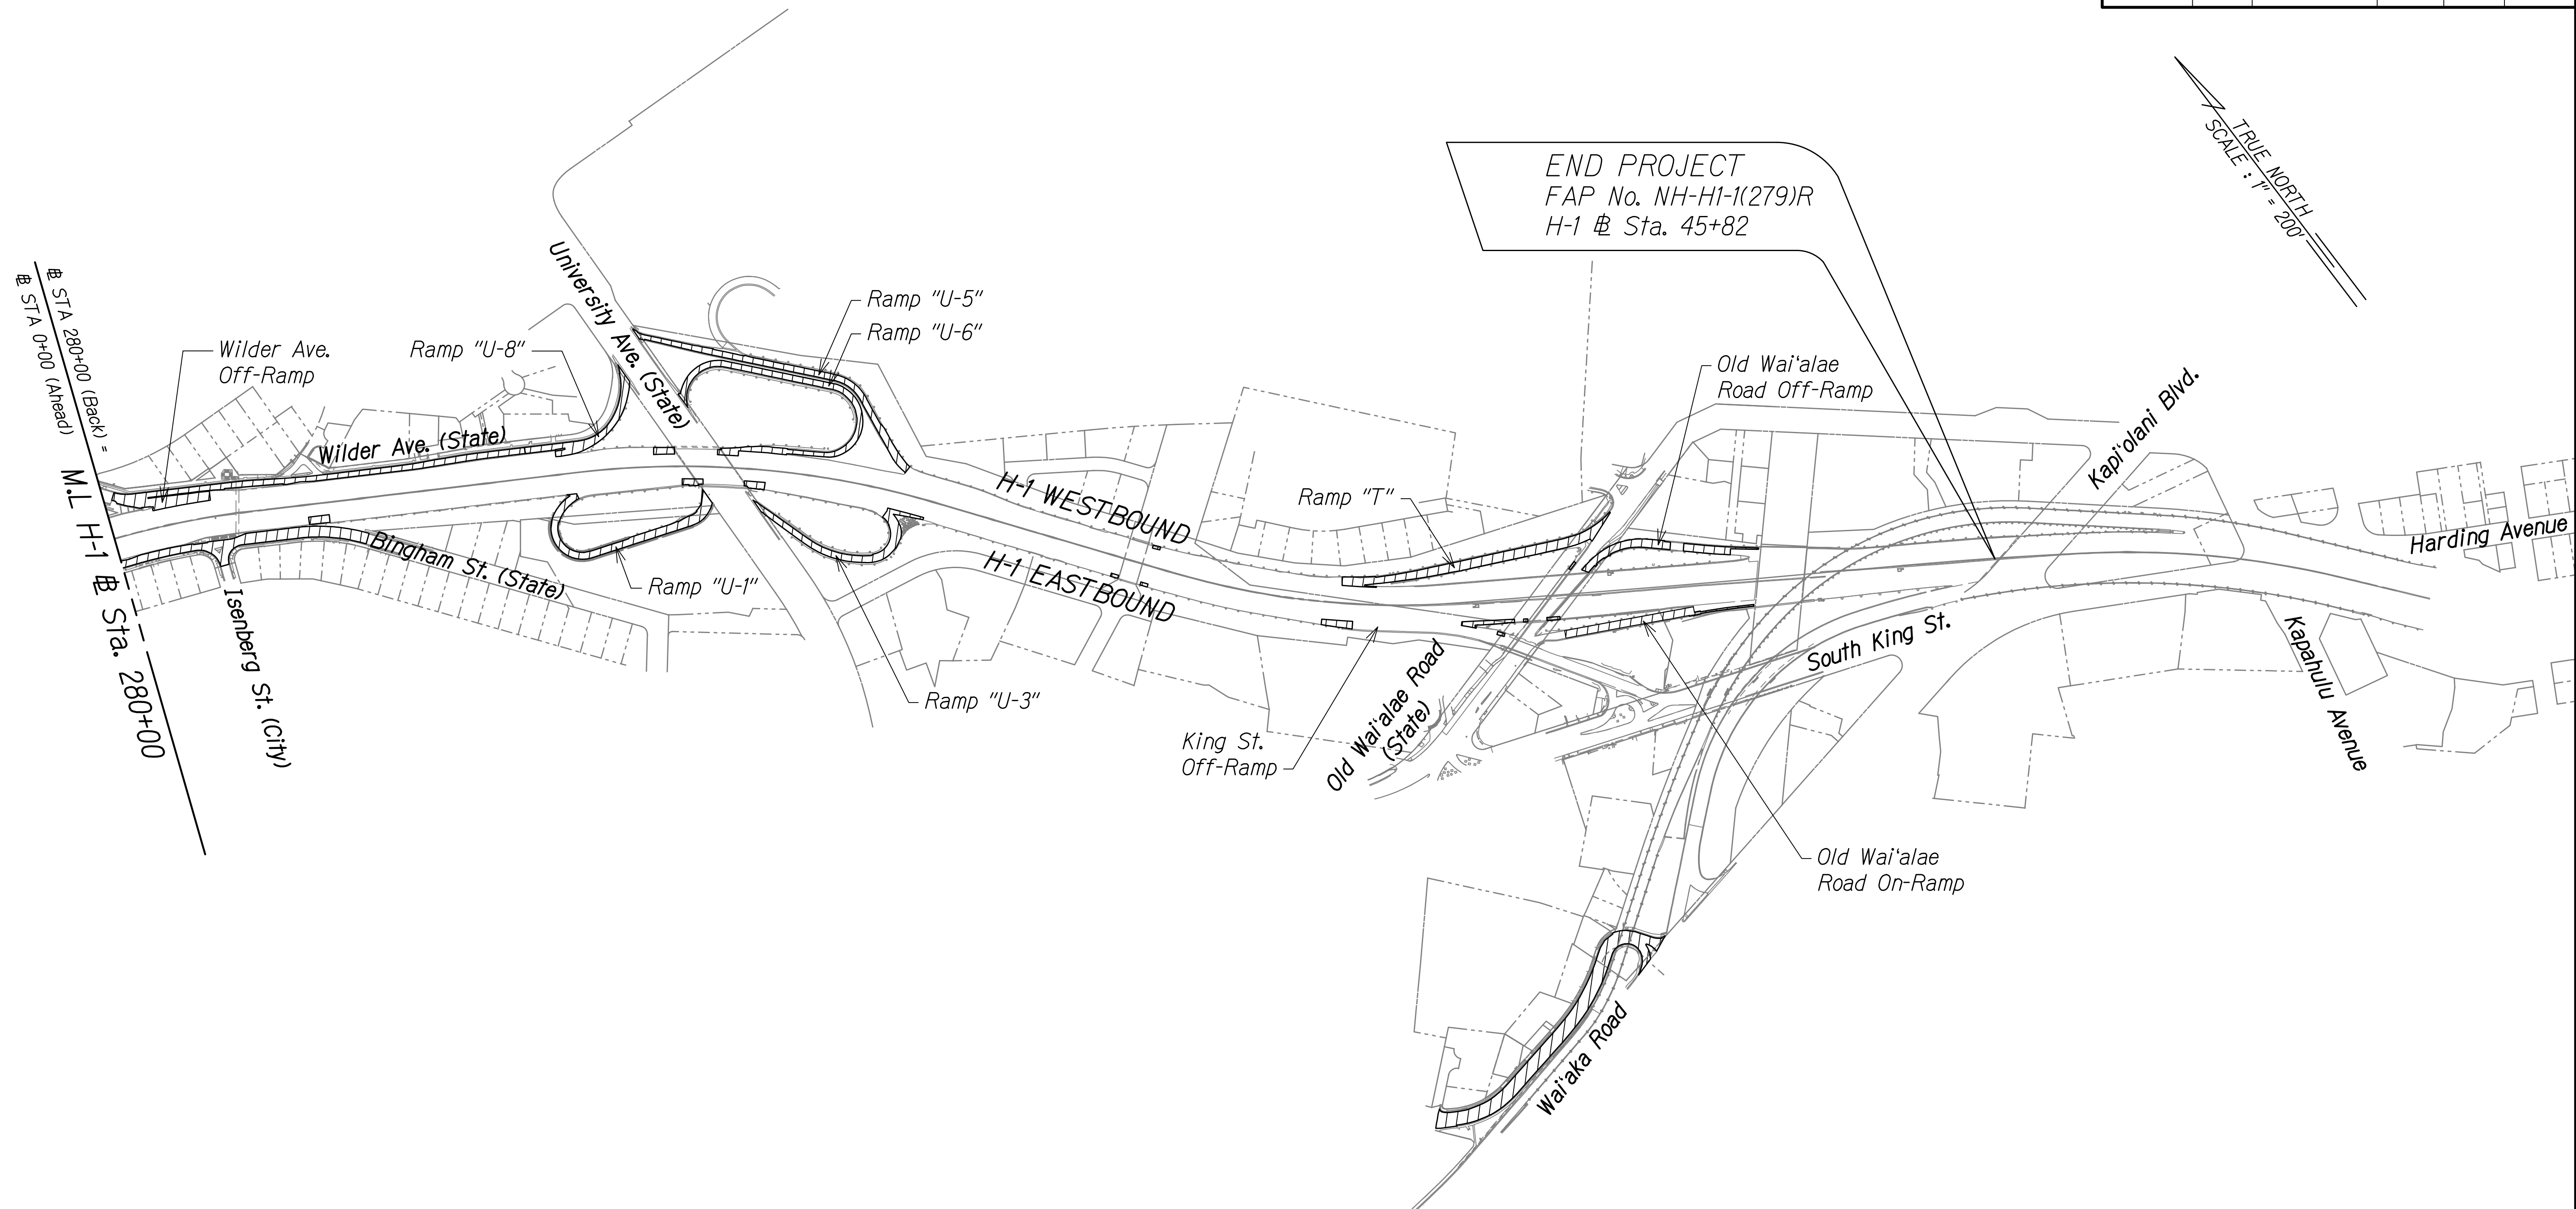 TRUE NORTH
SCALE : 1" = 200'
END PROJECT
FAP No. NH-H1-1(279)R
H-1 ⅊ Sta. 45+82
University Ave. (State)
Ramp "U-5"
Ramp "U-6"
Wilder Ave.
Off-Ramp
Ramp "U-8"
Wilder Ave. (State)
STA 280+00 (Back) =
STA 0+00 (Ahead)
M.L H-1 Sta. 280+00
Bingham St. (State)
Isenberg St. (City)
Ramp "U-1"
Ramp "U-3"
H-1 WESTBOUND
H-1 EASTBOUND
Ramp "T"
Old Wai‘alae
Road Off-Ramp
Kapi‘olani Blvd.
Harding Avenue
South King St.
Kapahulu Avenue
King St.
Off-Ramp
Old Wai‘alae Road
(State)
Old Wai‘alae
Road On-Ramp
Wai‘aka Road